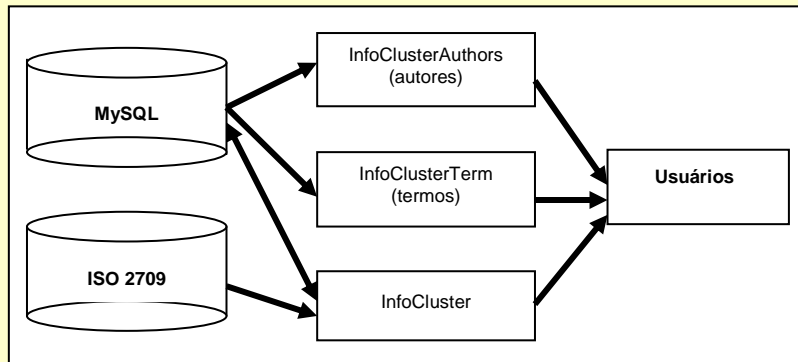 MySQL
ISO 2709
InfoClusterAuthors
(autores)
InfoClusterTerm
(termos)
InfoCluster
Usuários